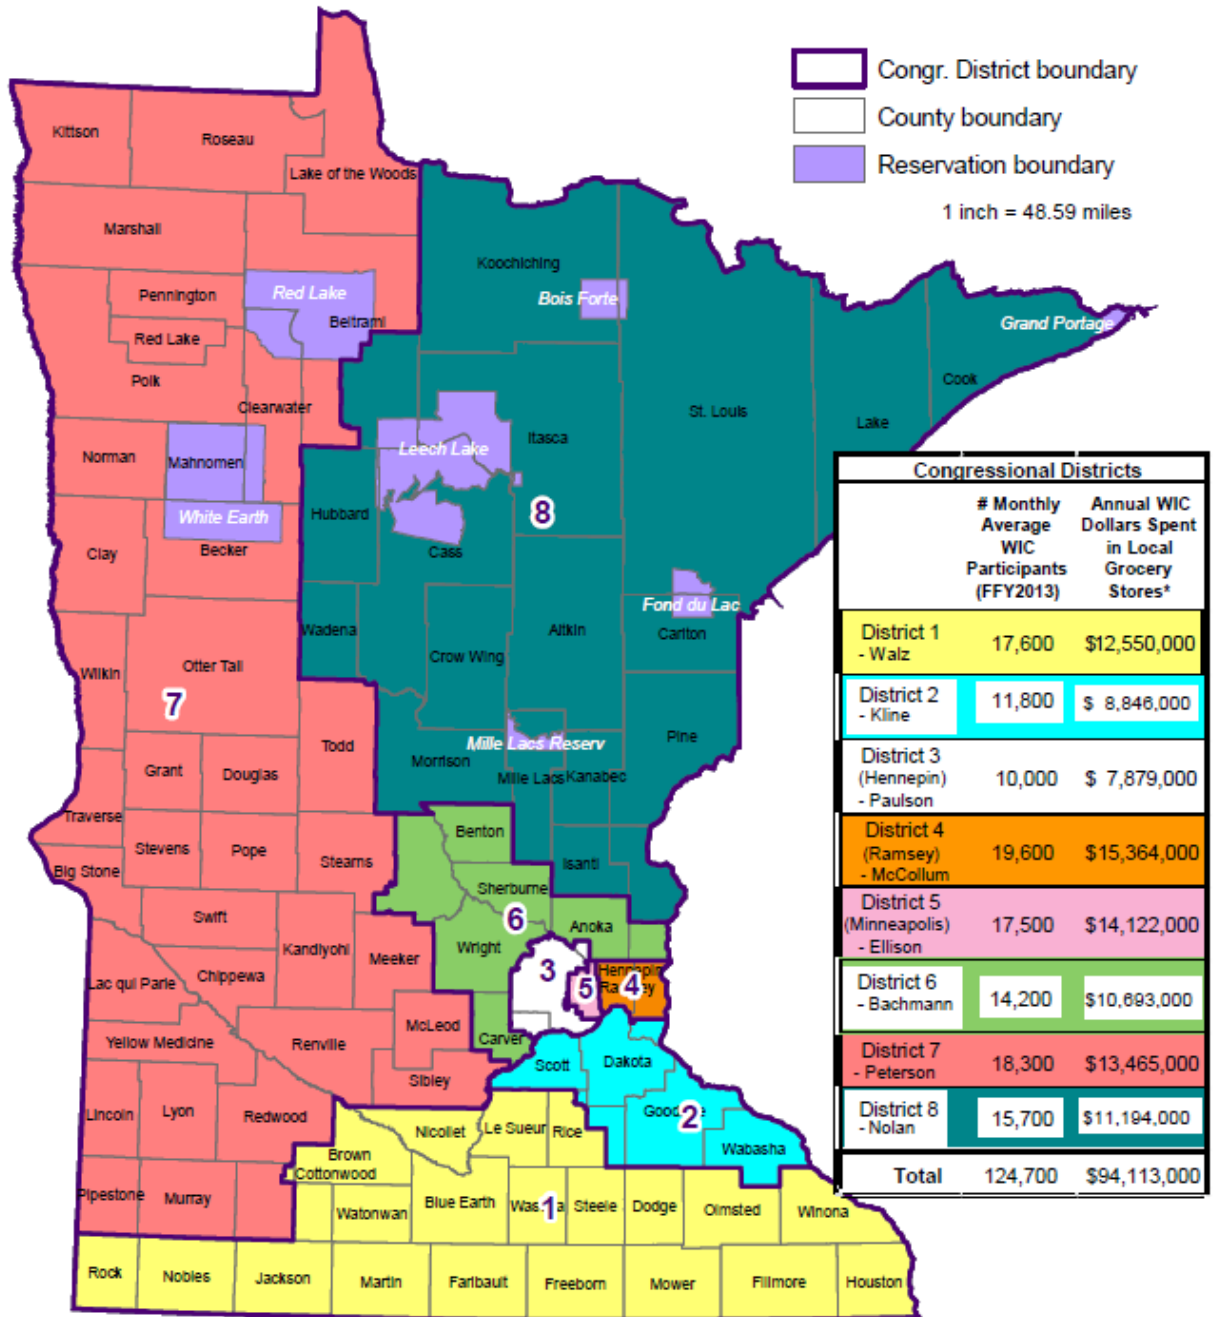 Congr. District boundary
County boundary
Reservation boundary
1 inch = 48.59 miles
Kittson
Roseau
Lake of the Woods
Marshall
Koochiching
Pennington
Red Lake
Beltrami
Bois Forte
Grand Portage
Red Lake
Polk
Clearwater
Cook
St. Louis
Lake
Itasca
Leech Lake
Norman
Mahnomen
Hubbard
8
White Earth
Becker
Clay
Cass
Fond du Lac
Carlton
Wadena
Aitkin
Crow Wing
Otter Tail
Wilkin
7
Pine
Todd
Mille Lacs Reserv
Morrison
Mille Lacs
Kanabec
Grant
Douglas
Traverse
Benton
Stevens
Pope
Stearns
Isanti
Big Stone
Sherburne
6
Swift
Anoka
Wright
Kandiyohi
Meeker
3
Hennepin
Lac qui Parle
Chippewa
5
4
McLeod
Carver
Yellow Medicine
Renville
Scott
Dakota
Sibley
Lincoln
Lyon
Redwood
2
Nicollet
Le Sueur
Rice
Wabasha
Brown
Cottonwood
Pipestone
Murray
Watonwan
Blue Earth
1
Steele
Dodge
Olmsted
Winona
Rock
Nobles
Jackson
Martin
Faribault
Freeborn
Mower
Fillmore
Houston
Congressional Districts
# Monthly Average WIC Participants (FFY2013)
Annual WIC Dollars Spent in Local Grocery Stores*
District 1 - Walz 17,600 $12,550,000
District 2 - Kline 11,800 $ 8,846,000
District 3 (Hennepin) - Paulson 10,000 $ 7,879,000
District 4 (Ramsey) - McCollum 19,600 $15,364,000
District 5 (Minneapolis) - Ellison 17,500 $14,122,000
District 6 - Bachmann 14,200 $10,693,000
District 7 - Peterson 18,300 $13,465,000
District 8 - Nolan 15,700 $11,194,000
Total 124,700 $94,113,000